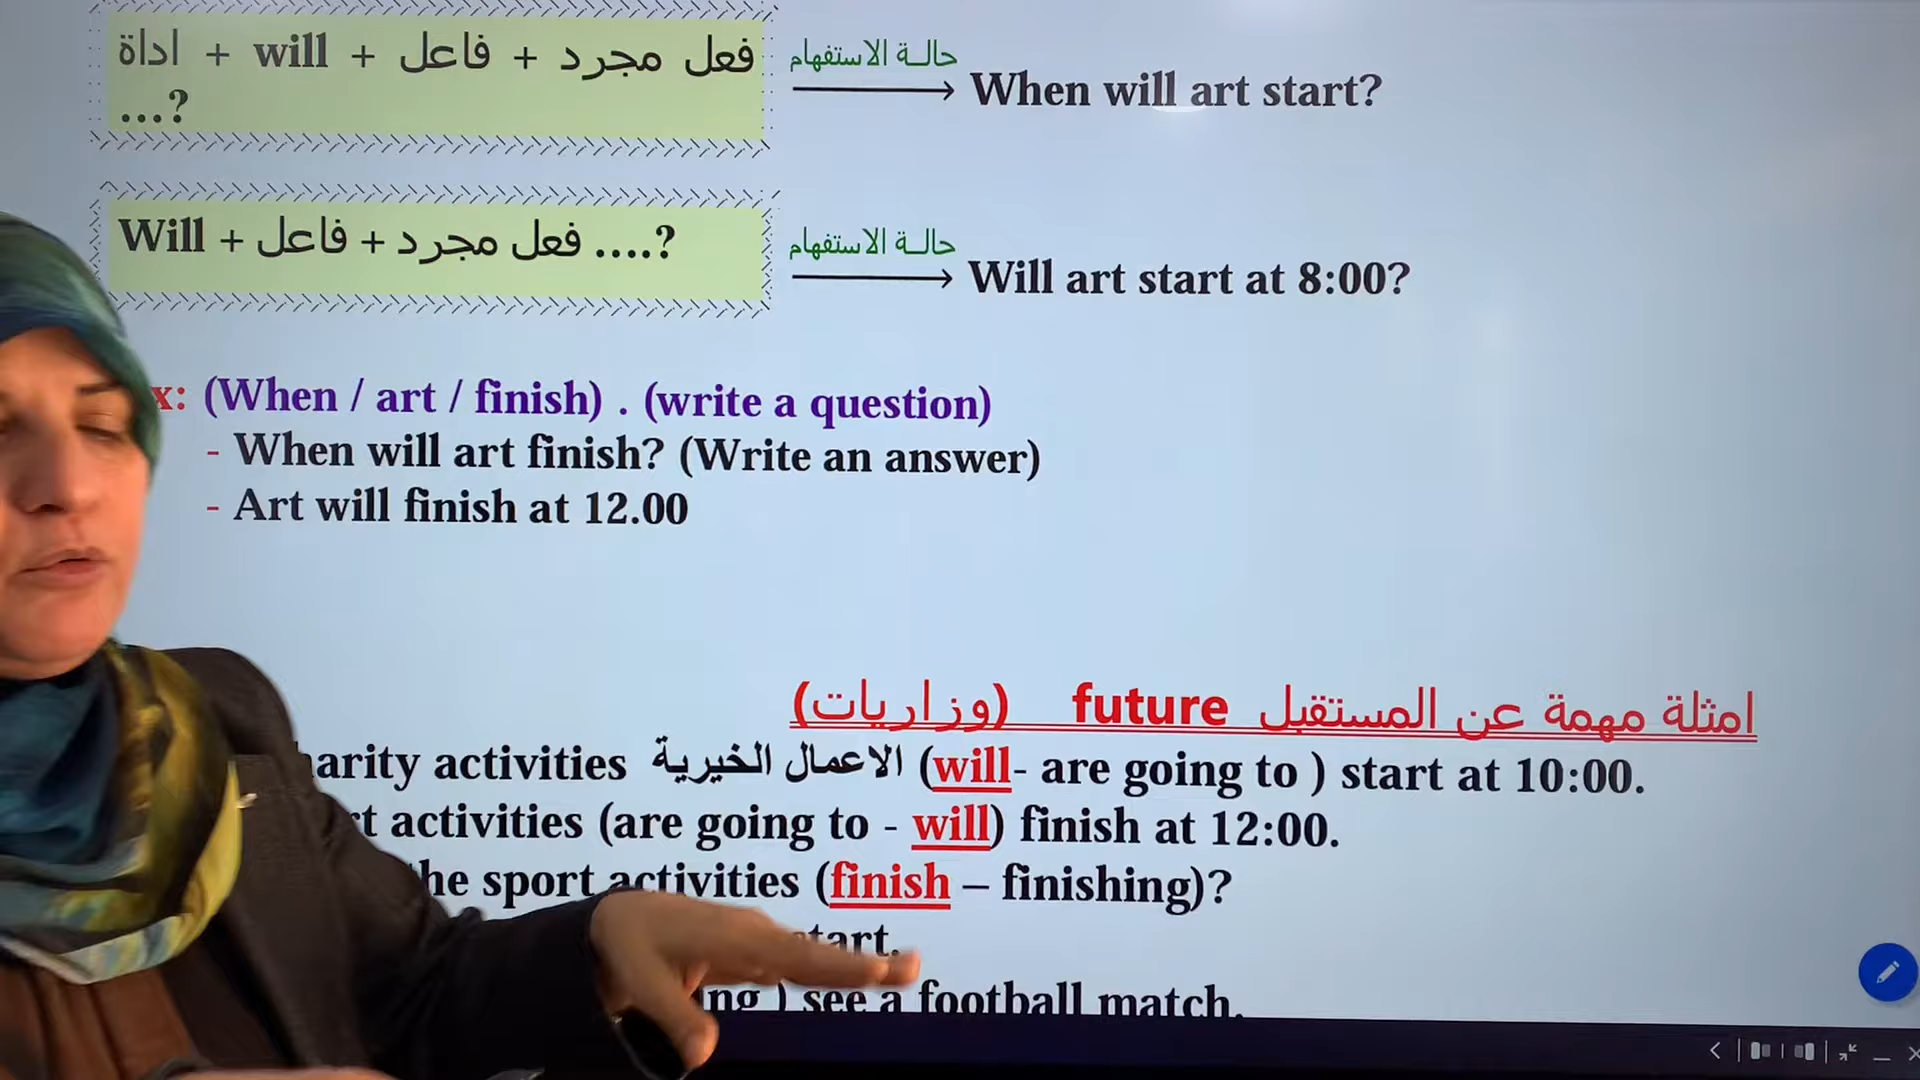 اداة + will + فاعل + فعل مجرد
...?
حالة الاستفهام
When will art start?
Will + فاعل + فعل مجرد ....?
حالة الاستفهام
Will art start at 8:00?
x: (When / art / finish) . (write a question)
- When will art finish? (Write an answer)
- Art will finish at 12.00
امثلة مهمة عن المستقبل future (وزاريات)
arity activities الاعمال الخيرية (will- are going to ) start at 10:00.
t activities (are going to - will) finish at 12:00.
he sport activities (finish – finishing)?
tart.
ng ) see a football match.